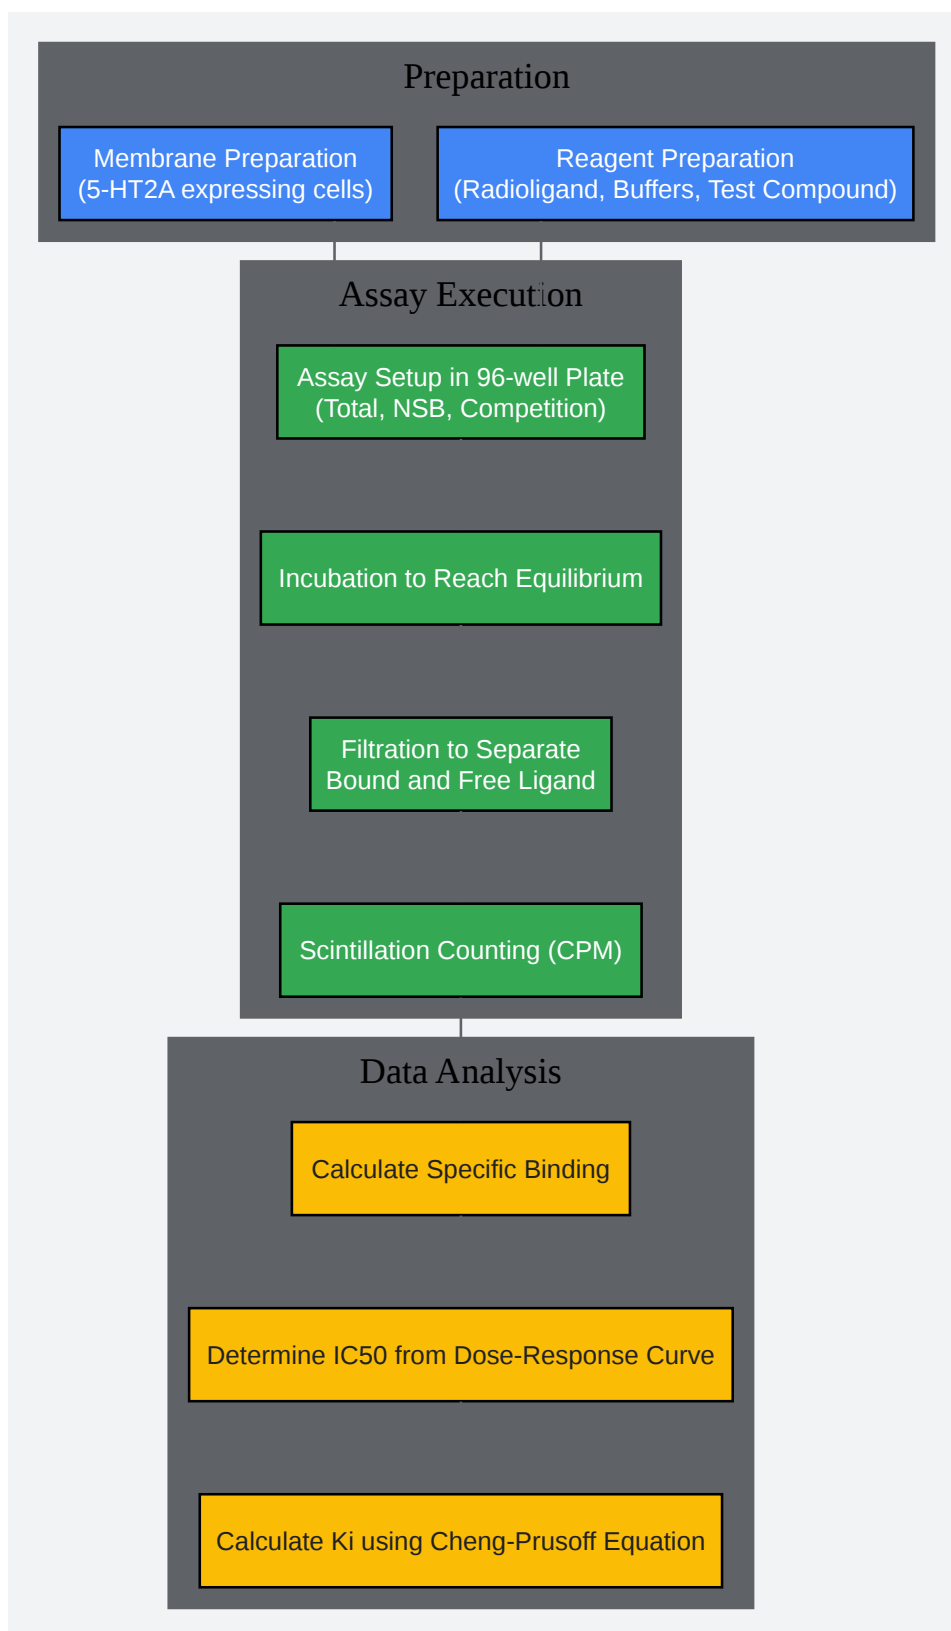 Preparation
Membrane Preparation
(5-HT2A expressing cells)
Reagent Preparation
(Radioligand, Buffers, Test Compound)
Assay Execution
Assay Setup in 96-well Plate
(Total, NSB, Competition)
Incubation to Reach Equilibrium
Filtration to Separate
Bound and Free Ligand
Scintillation Counting (CPM)
Data Analysis
Calculate Specific Binding
Determine IC50 from Dose-Response Curve
Calculate Ki using Cheng-Prusoff Equation